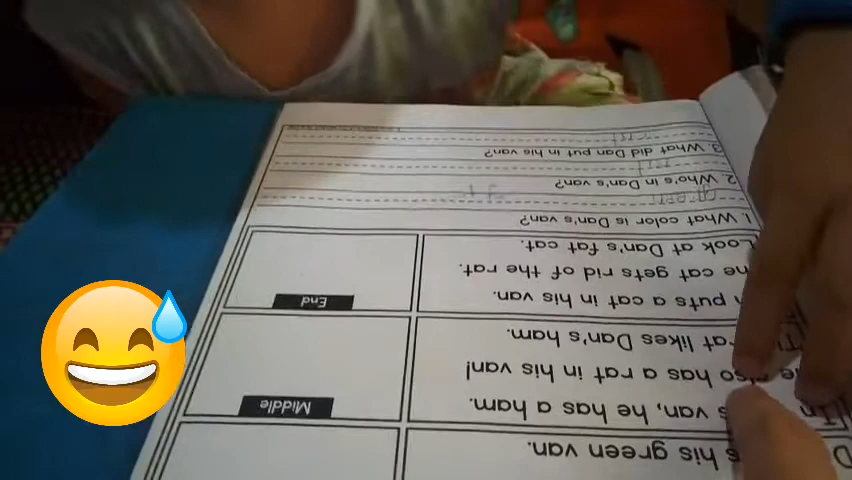 his green van.
van, he has a ham.
has a rat in his van!
rat likes Dan's ham.
puts a cat in his van.
cat gets rid of the rat.
Look at Dan's fat cat.
Middle
End
1. What color is Dan's van?
green
2. Who's in Dan's van?
3. What did Dan put in his van?